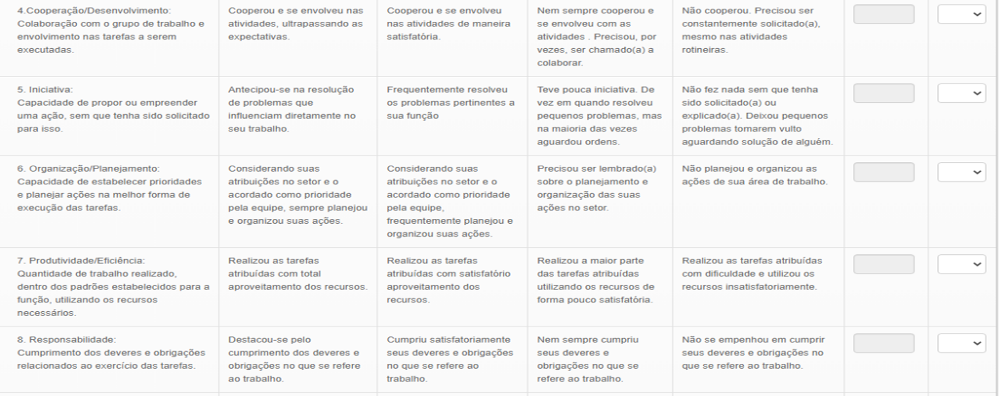 4.Cooperação/Desenvolvimento:
Colaboração com o grupo de trabalho e
envolvimento nas tarefas a serem
executadas.
Cooperou e se envolveu nas
atividades, ultrapassando as
expectativas.
Cooperou e se envolveu
nas atividades de maneira
satisfatória.
Nem sempre cooperou e
se envolveu com as
atividades . Precisou, por
vezes, ser chamado(a) a
colaborar.
Não cooperou. Precisou ser
constantemente solicitado(a),
mesmo nas atividades
rotineiras.
5. Iniciativa:
Capacidade de propor ou empreender
uma ação, sem que tenha sido solicitado
para isso.
Antecipou-se na resolução
de problemas que
influenciam diretamente no
seu trabalho.
Frequentemente resolveu
os problemas pertinentes a
sua função
Teve pouca iniciativa. De
vez em quando resolveu
pequenos problemas, mas
na maioria das vezes
aguardou ordens.
Não fez nada sem que tenha
sido solicitado(a) ou
explicado(a). Deixou pequenos
problemas tomarem vulto
aguardando solução de alguém.
6. Organização/Planejamento:
Capacidade de estabelecer prioridades
e planejar ações na melhor forma de
execução das tarefas.
Considerando suas
atribuições no setor e o
acordado como prioridade
pela equipe, sempre planejou
e organizou suas ações.
Considerando suas
atribuições no setor e o
acordado como prioridade
pela equipe,
frequentemente planejou e
organizou suas ações.
Precisou ser lembrado(a)
sobre o planejamento e
organização das suas
ações no setor.
Não planejou e organizou as
ações de sua área de trabalho.
7. Produtividade/Eficiência:
Quantidade de trabalho realizado,
dentro dos padrões estabelecidos para a
função, utilizando os recursos
necessários.
Realizou as tarefas
atribuídas com total
aproveitamento dos recursos.
Realizou as tarefas
atribuídas com satisfatório
aproveitamento dos
recursos.
Realizou a maior parte
das tarefas atribuídas
utilizando os recursos de
forma pouco satisfatória.
Realizou as tarefas atribuídas
com dificuldade e utilizou os
recursos insatisfatoriamente.
8. Responsabilidade:
Cumprimento dos deveres e obrigações
relacionados ao exercício das tarefas.
Destacou-se pelo
cumprimento dos deveres e
obrigações no que se refere
ao trabalho.
Cumpriu satisfatoriamente
seus deveres e obrigações
no que se refere ao
trabalho.
Nem sempre cumpriu
seus deveres e
obrigações no que se
refere ao trabalho.
Não se empenhou em cumprir
seus deveres e obrigações no
que se refere ao trabalho.